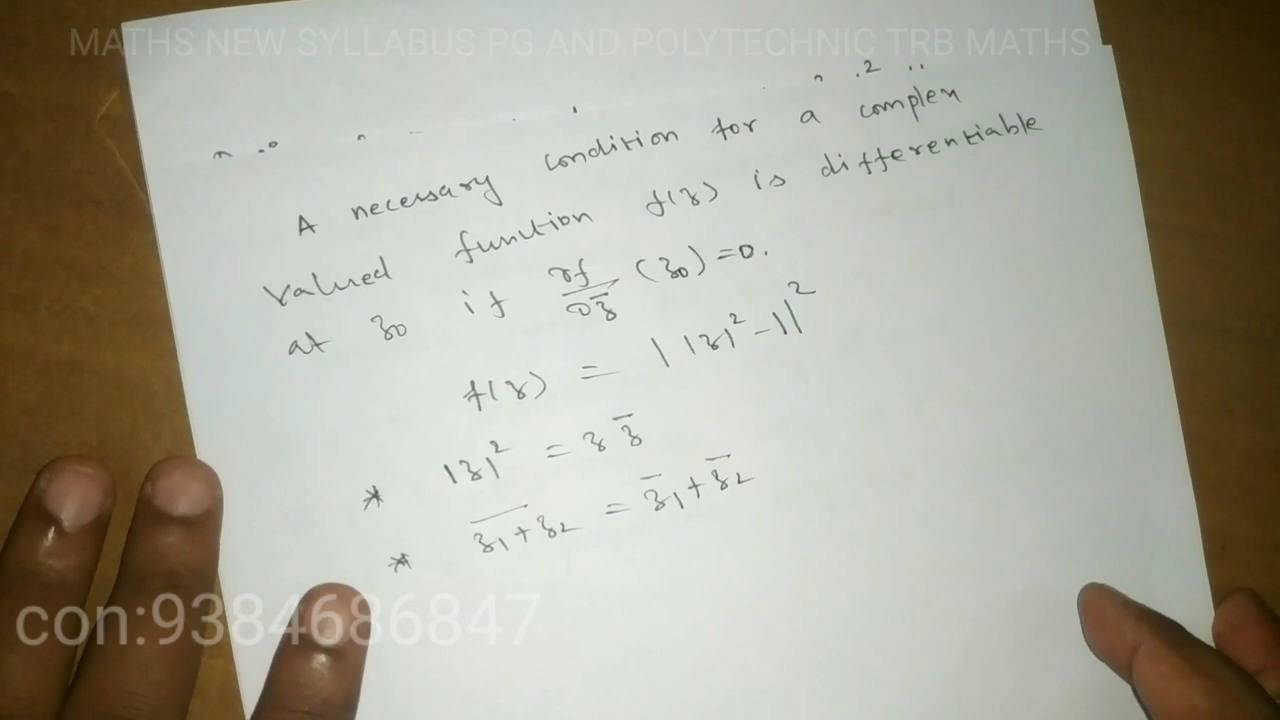 MATHS NEW SYLLABUS PG AND POLYTECHNIC TRB MATHS
A necessary condition for a complex
valued function f(z) is differentiable
at z₀ if ∂f/∂z̅ (z₀) = 0.
f(z) = | |z|² - 1|²
* |z|² = z z̅
* \overline{z₁ + z₂} = z̅₁ + z̅₂
con:9384686847